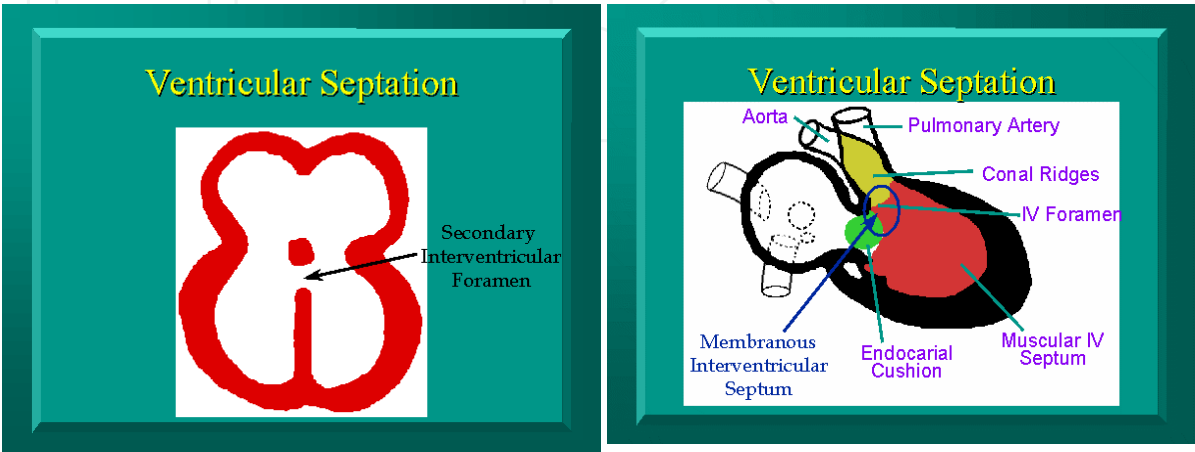 Ventricular Septation
Secondary
Interventricular
Foramen
Ventricular Septation
Aorta
Pulmonary Artery
Conal Ridges
IV Foramen
Membranous
Interventricular
Septum
Endocarial
Cushion
Muscular IV
Septum